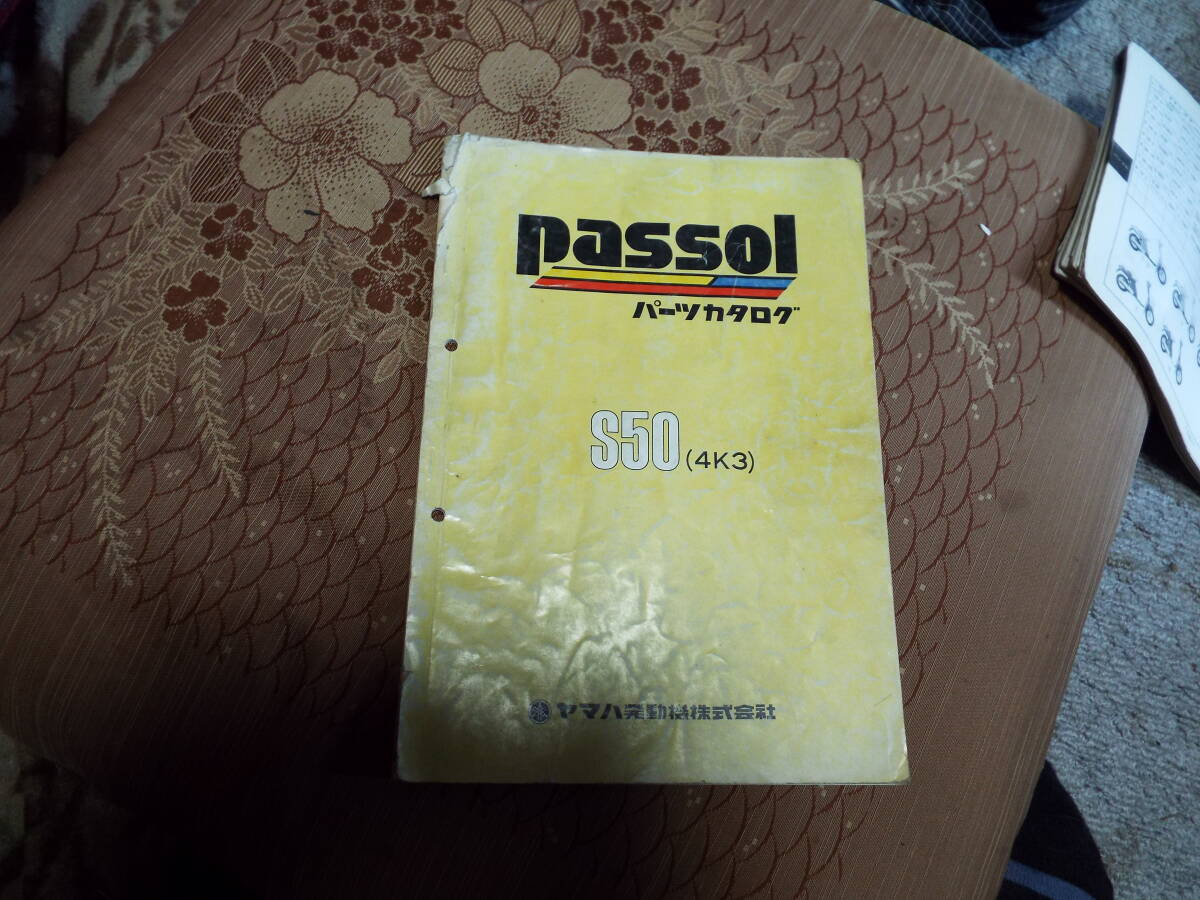 passol
パーツカタログ
S50 (4K3)
ヤマハ発動機株式会社